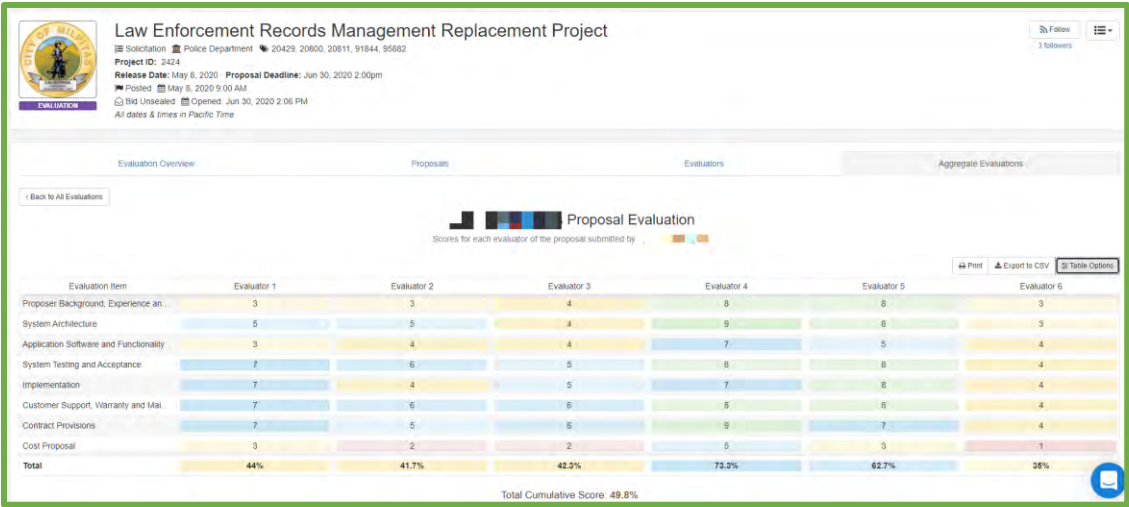 Law Enforcement Records Management Replacement Project
Follow
3 followers
Solicitation Police Department 20429, 20800, 20811, 91844, 95882
Project ID: 2424
Release Date: May 8, 2020 · Proposal Deadline: Jun 30, 2020 2:00pm
Posted May 8, 2020 9:00 AM
Bid Unsealed Opened Jun 30, 2020 2:06 PM
All dates & times in Pacific Time
CITY OF MILPITAS
EVALUATION
Evaluation Overview Proposals Evaluators Aggregate Evaluations
‹ Back to All Evaluations
Proposal Evaluation
Scores for each evaluator of the proposal submitted by
Print Export to CSV Table Options
Evaluation Item Evaluator 1 Evaluator 2 Evaluator 3 Evaluator 4 Evaluator 5 Evaluator 6
Proposer Background, Experience an... 3 3 4 8 8 3
System Architecture 5 5 4 9 8 3
Application Software and Functionality 3 4 4 7 5 4
System Testing and Acceptance 7 6 5 8 8 4
Implementation 7 4 5 7 8 4
Customer Support, Warranty and Mai... 7 6 6 8 8 4
Contract Provisions 7 5 6 9 7 4
Cost Proposal 3 2 2 5 3 1
Total 44% 41.7% 42.3% 73.3% 62.7% 35%
Total Cumulative Score: 49.8%